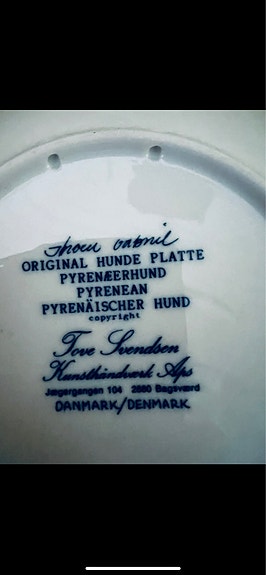 ORIGINAL HUNDE PLATTE
PYRENÆERHUND
PYRENEAN
PYRENÄISCHER HUND
copyright
Tove Svendsen
Kunsthåndværk Aps
Jægergangen 104 2880 Bagsværd
DANMARK/DENMARK